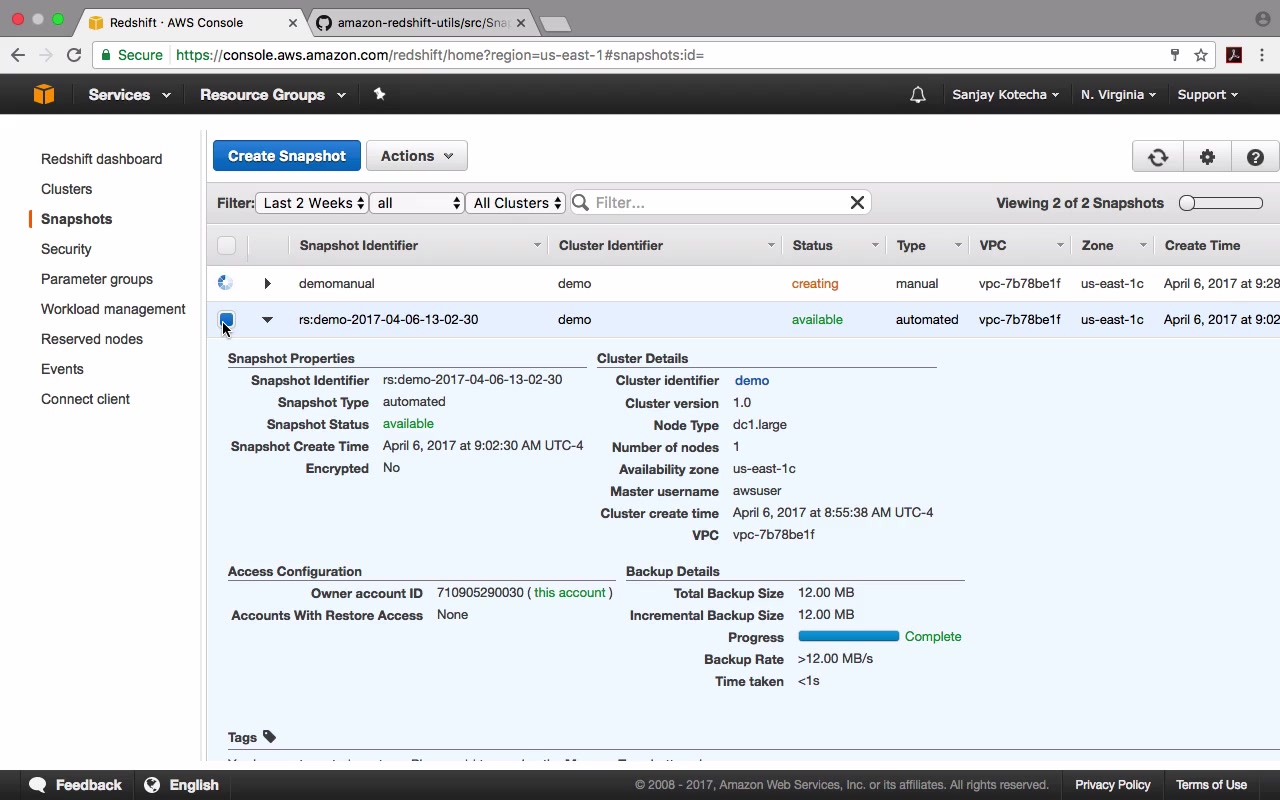 Redshift · AWS Console
amazon-redshift-utils/src/Sna
Secure https://console.aws.amazon.com/redshift/home?region=us-east-1#snapshots:id=
Services Resource Groups Sanjay Kotecha N. Virginia Support
Redshift dashboard
Clusters
Snapshots
Security
Parameter groups
Workload management
Reserved nodes
Events
Connect client
Create Snapshot Actions
Filter: Last 2 Weeks all All Clusters Filter... Viewing 2 of 2 Snapshots
Snapshot Identifier Cluster Identifier Status Type VPC Zone Create Time
demomanual demo creating manual vpc-7b78be1f us-east-1c April 6, 2017 at 9:28
rs:demo-2017-04-06-13-02-30 demo available automated vpc-7b78be1f us-east-1c April 6, 2017 at 9:02
Snapshot Properties
Snapshot Identifier rs:demo-2017-04-06-13-02-30
Snapshot Type automated
Snapshot Status available
Snapshot Create Time April 6, 2017 at 9:02:30 AM UTC-4
Encrypted No
Cluster Details
Cluster identifier demo
Cluster version 1.0
Node Type dc1.large
Number of nodes 1
Availability zone us-east-1c
Master username awsuser
Cluster create time April 6, 2017 at 8:55:38 AM UTC-4
VPC vpc-7b78be1f
Access Configuration
Owner account ID 710905290030 ( this account )
Accounts With Restore Access None
Backup Details
Total Backup Size 12.00 MB
Incremental Backup Size 12.00 MB
Progress Complete
Backup Rate >12.00 MB/s
Time taken <1s
Tags
Feedback English © 2008 - 2017, Amazon Web Services, Inc. or its affiliates. All rights reserved. Privacy Policy Terms of Use